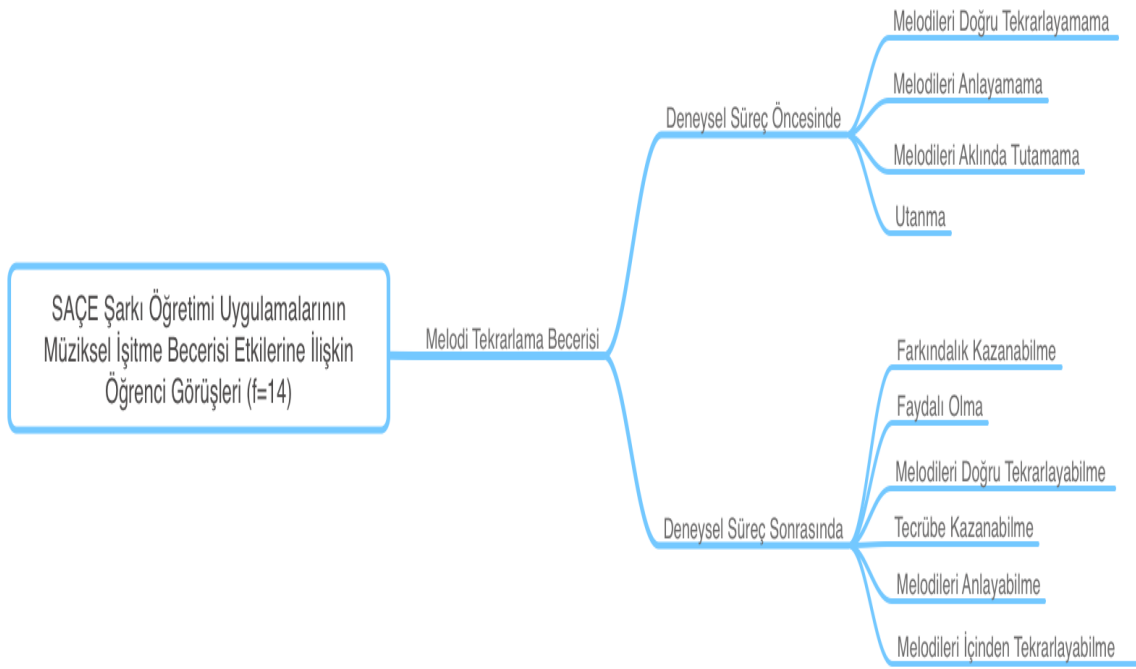 SAÇE Şarkı Öğretimi Uygulamalarının
Müziksel İşitme Becerisi Etkilerine İlişkin
Öğrenci Görüşleri (f=14)
Melodi Tekrarlama Becerisi
Deneysel Süreç Öncesinde
Melodileri Doğru Tekrarlayamama
Melodileri Anlayamama
Melodileri Aklında Tutamama
Utanma
Deneysel Süreç Sonrasında
Farkındalık Kazanabilme
Faydalı Olma
Melodileri Doğru Tekrarlayabilme
Tecrübe Kazanabilme
Melodileri Anlayabilme
Melodileri İçinden Tekrarlayabilme